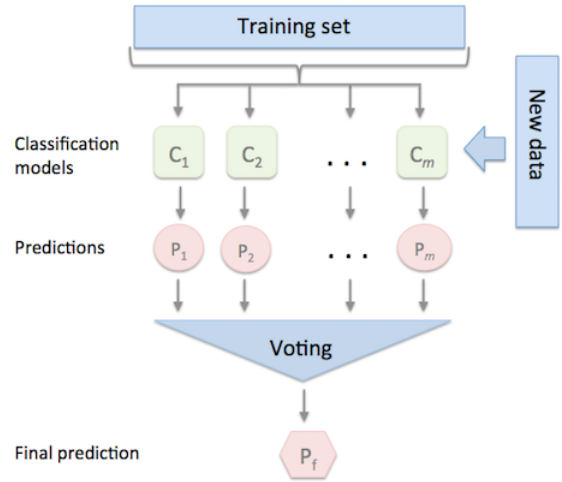 Training set
New data
Classification
models
C1 C2 . . . Cm
Predictions
P1 P2 . . . Pm
Voting
Final prediction
Pf